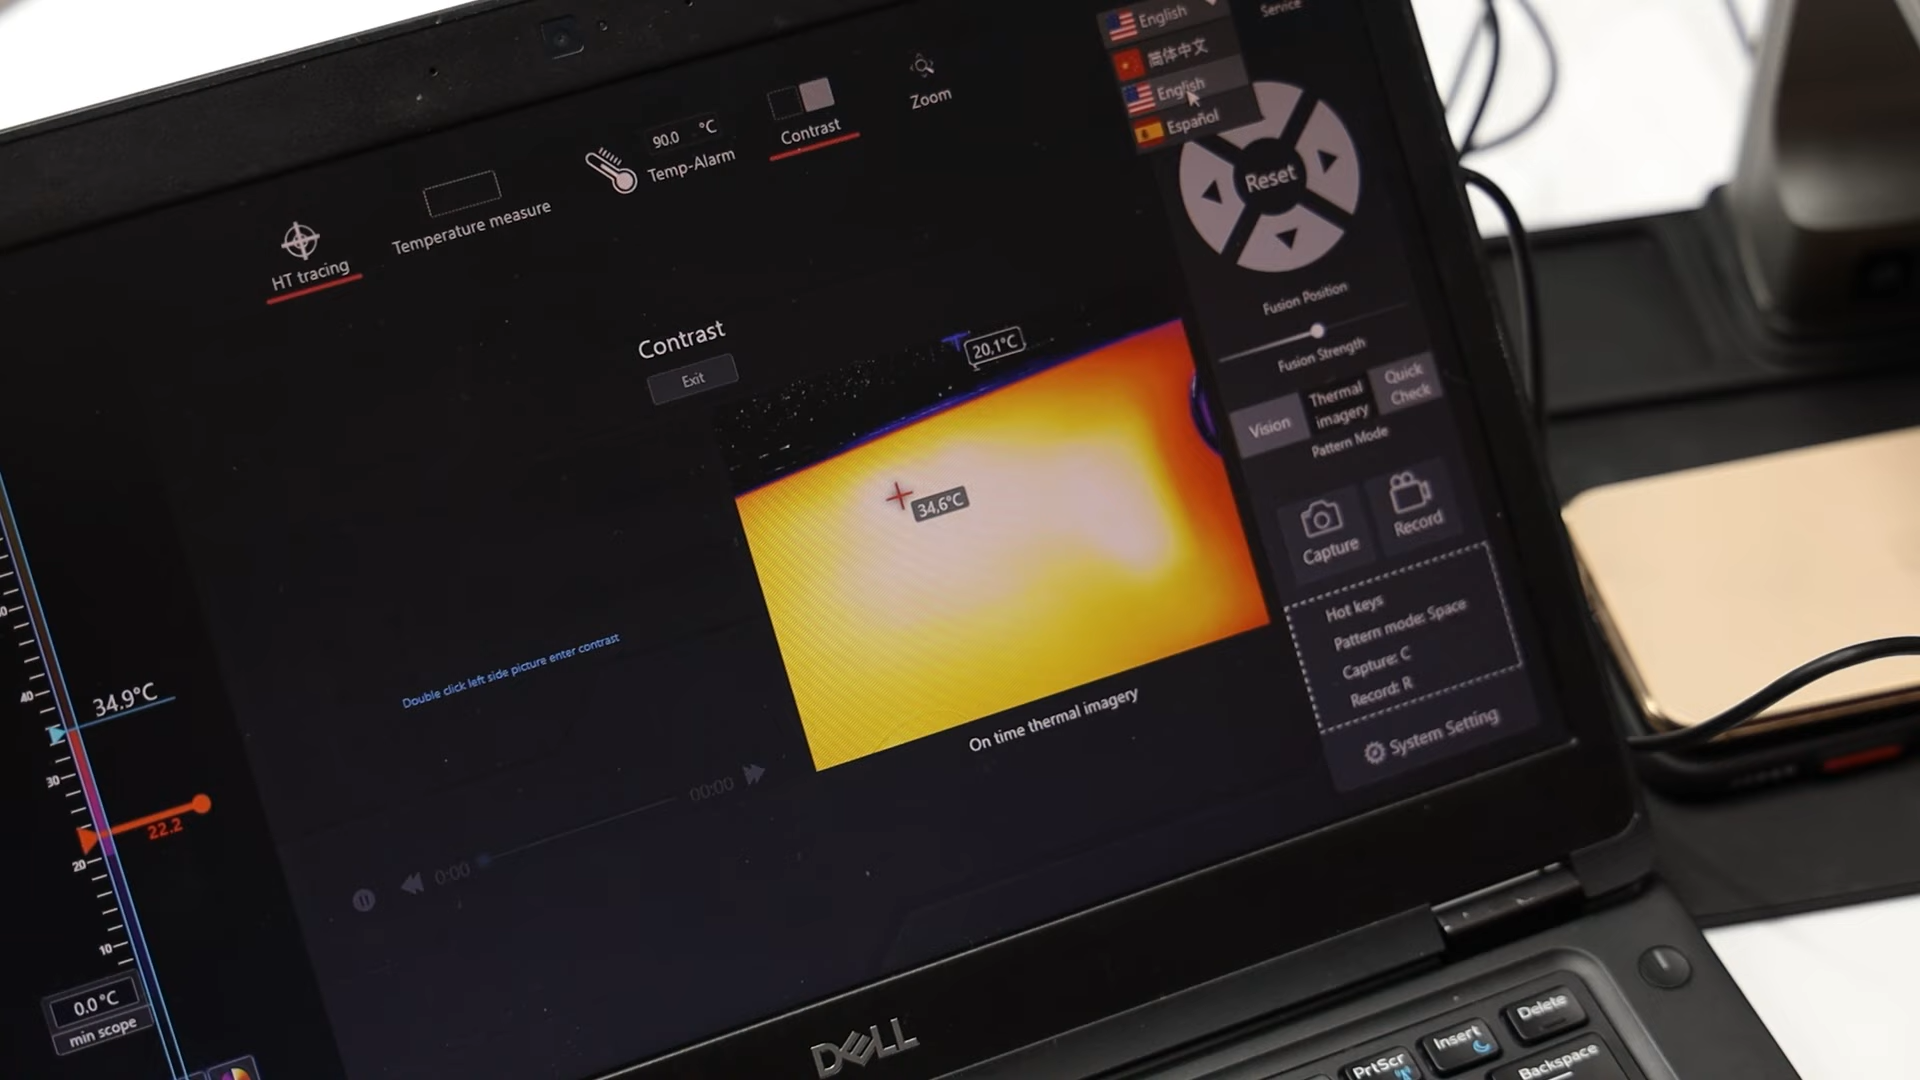 English
Service
简体中文
English
Español
Zoom
90.0 °C
Contrast
Temp-Alarm
Temperature measure
HT tracing
Reset
Fusion Position
Fusion Strength
Contrast
Exit
20,1°C
34,6°C
Vision
Thermal imagery
Quick Check
Pattern Mode
Capture
Record
Hot keys
Pattern mode: Space
Capture: C
Record: R
System Setting
Double click left side picture enter contrast
On time thermal imagery
00:00
0:00
40
34.9°C
30
22.2
20
10
0.0°C
min scope
DELL
Delete
Insert
PrtScr
Backspace